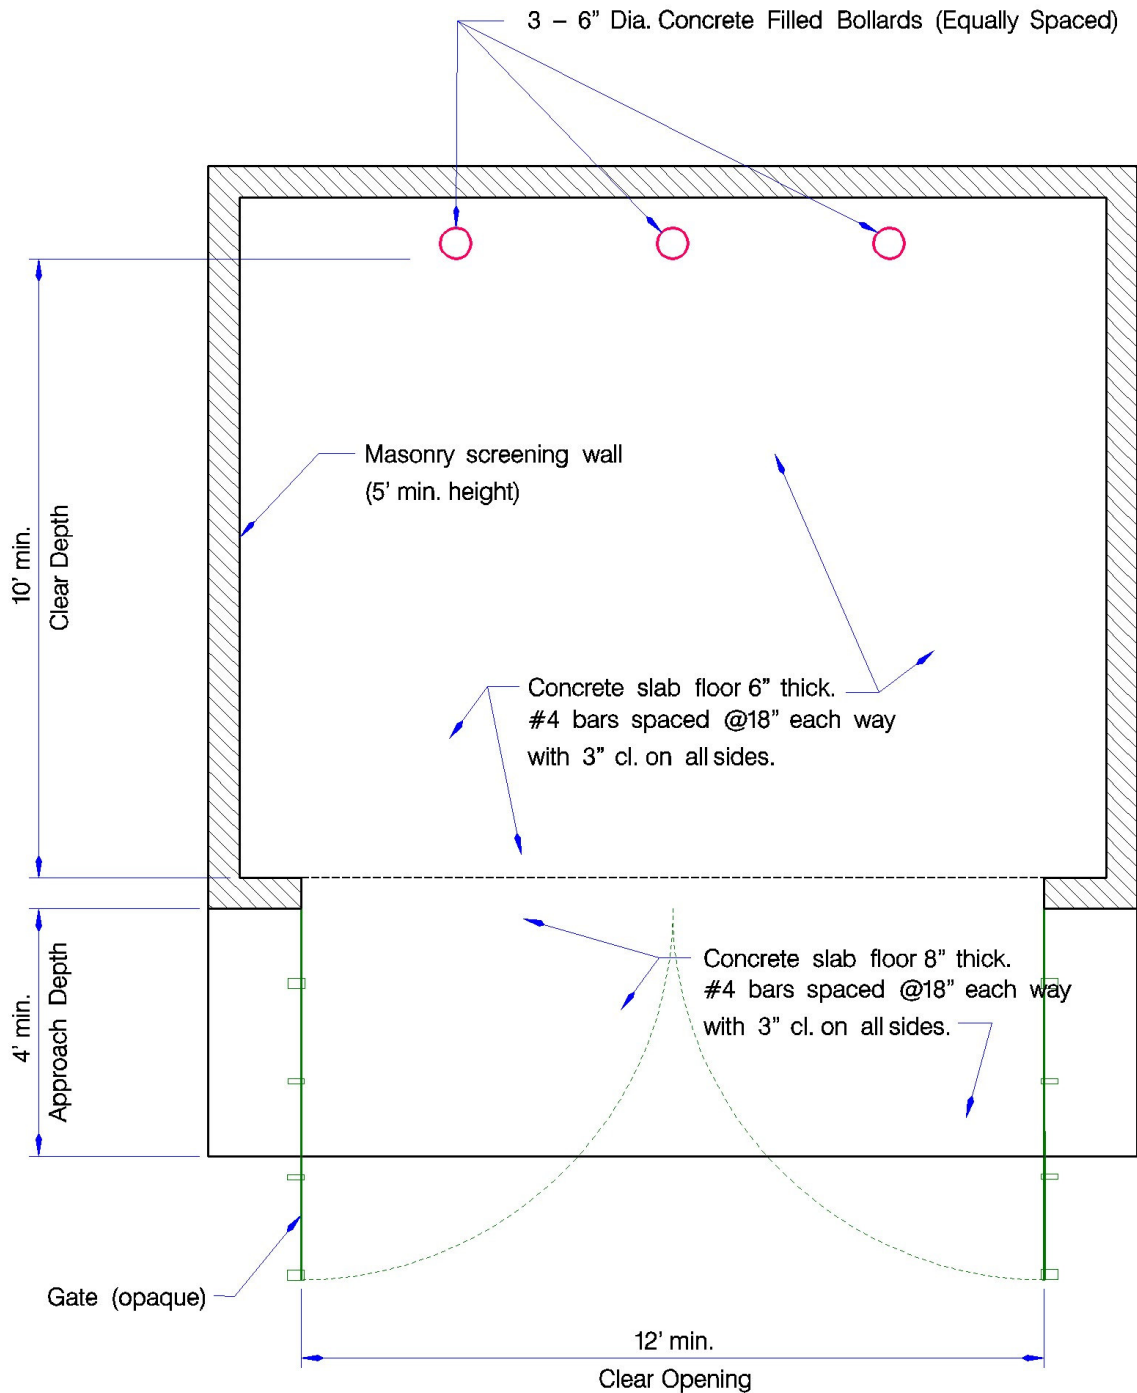 3 – 6” Dia. Concrete Filled Bollards (Equally Spaced)
Masonry screening wall
(5’ min. height)
10’ min.
Clear Depth
Concrete slab floor 6” thick.
#4 bars spaced @18” each way
with 3” cl. on all sides.
Concrete slab floor 8” thick.
#4 bars spaced @18” each way
with 3” cl. on all sides.
4’ min.
Approach Depth
Gate (opaque)
12’ min.
Clear Opening